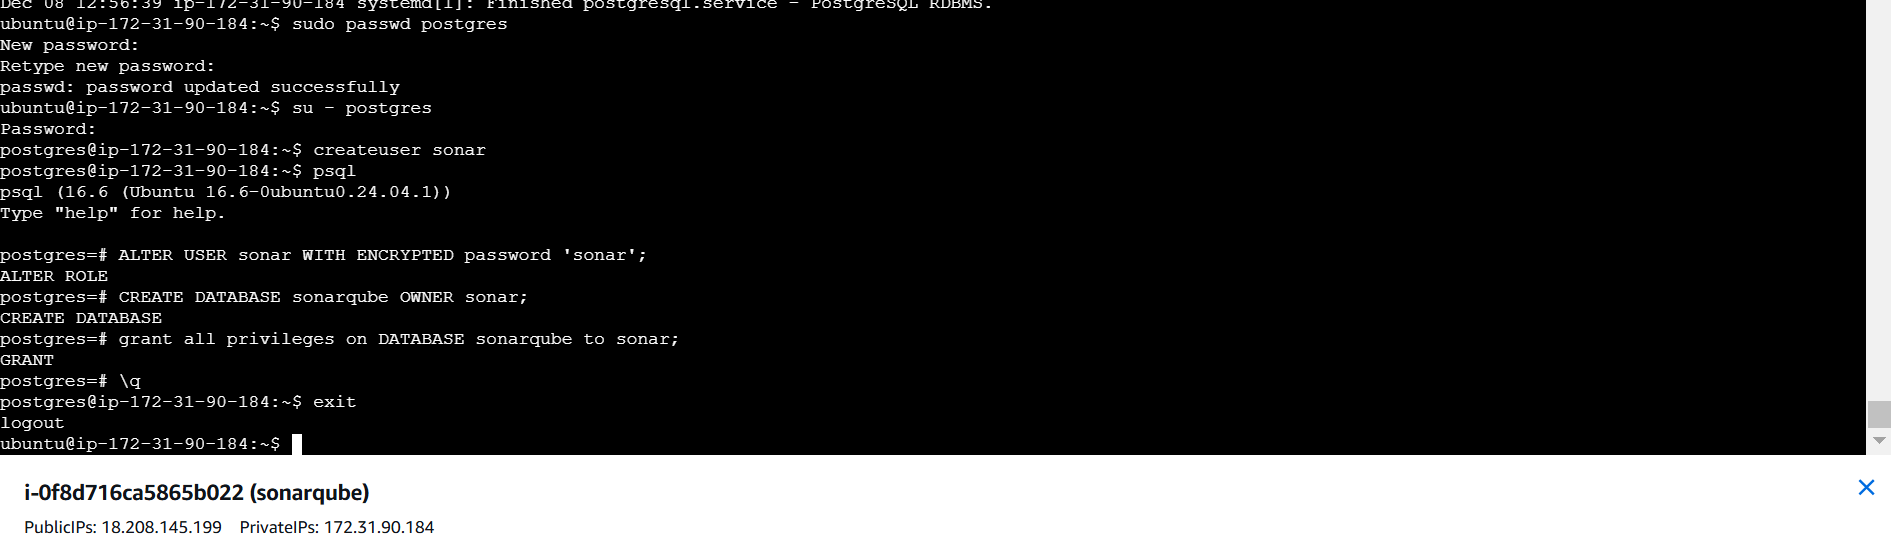 Dec 08 12:56:39 ip-172-31-90-184 systemd[1]: Finished postgresql.service - PostgreSQL RDBMS.
ubuntu@ip-172-31-90-184:~$ sudo passwd postgres
New password:
Retype new password:
passwd: password updated successfully
ubuntu@ip-172-31-90-184:~$ su - postgres
Password:
postgres@ip-172-31-90-184:~$ createuser sonar
postgres@ip-172-31-90-184:~$ psql
psql (16.6 (Ubuntu 16.6-0ubuntu0.24.04.1))
Type "help" for help.
postgres=# ALTER USER sonar WITH ENCRYPTED password 'sonar';
ALTER ROLE
postgres=# CREATE DATABASE sonarqube OWNER sonar;
CREATE DATABASE
postgres=# grant all privileges on DATABASE sonarqube to sonar;
GRANT
postgres=# \q
postgres@ip-172-31-90-184:~$ exit
logout
ubuntu@ip-172-31-90-184:~$
i-0f8d716ca5865b022 (sonarqube)
PublicIPs: 18.208.145.199 PrivateIPs: 172.31.90.184